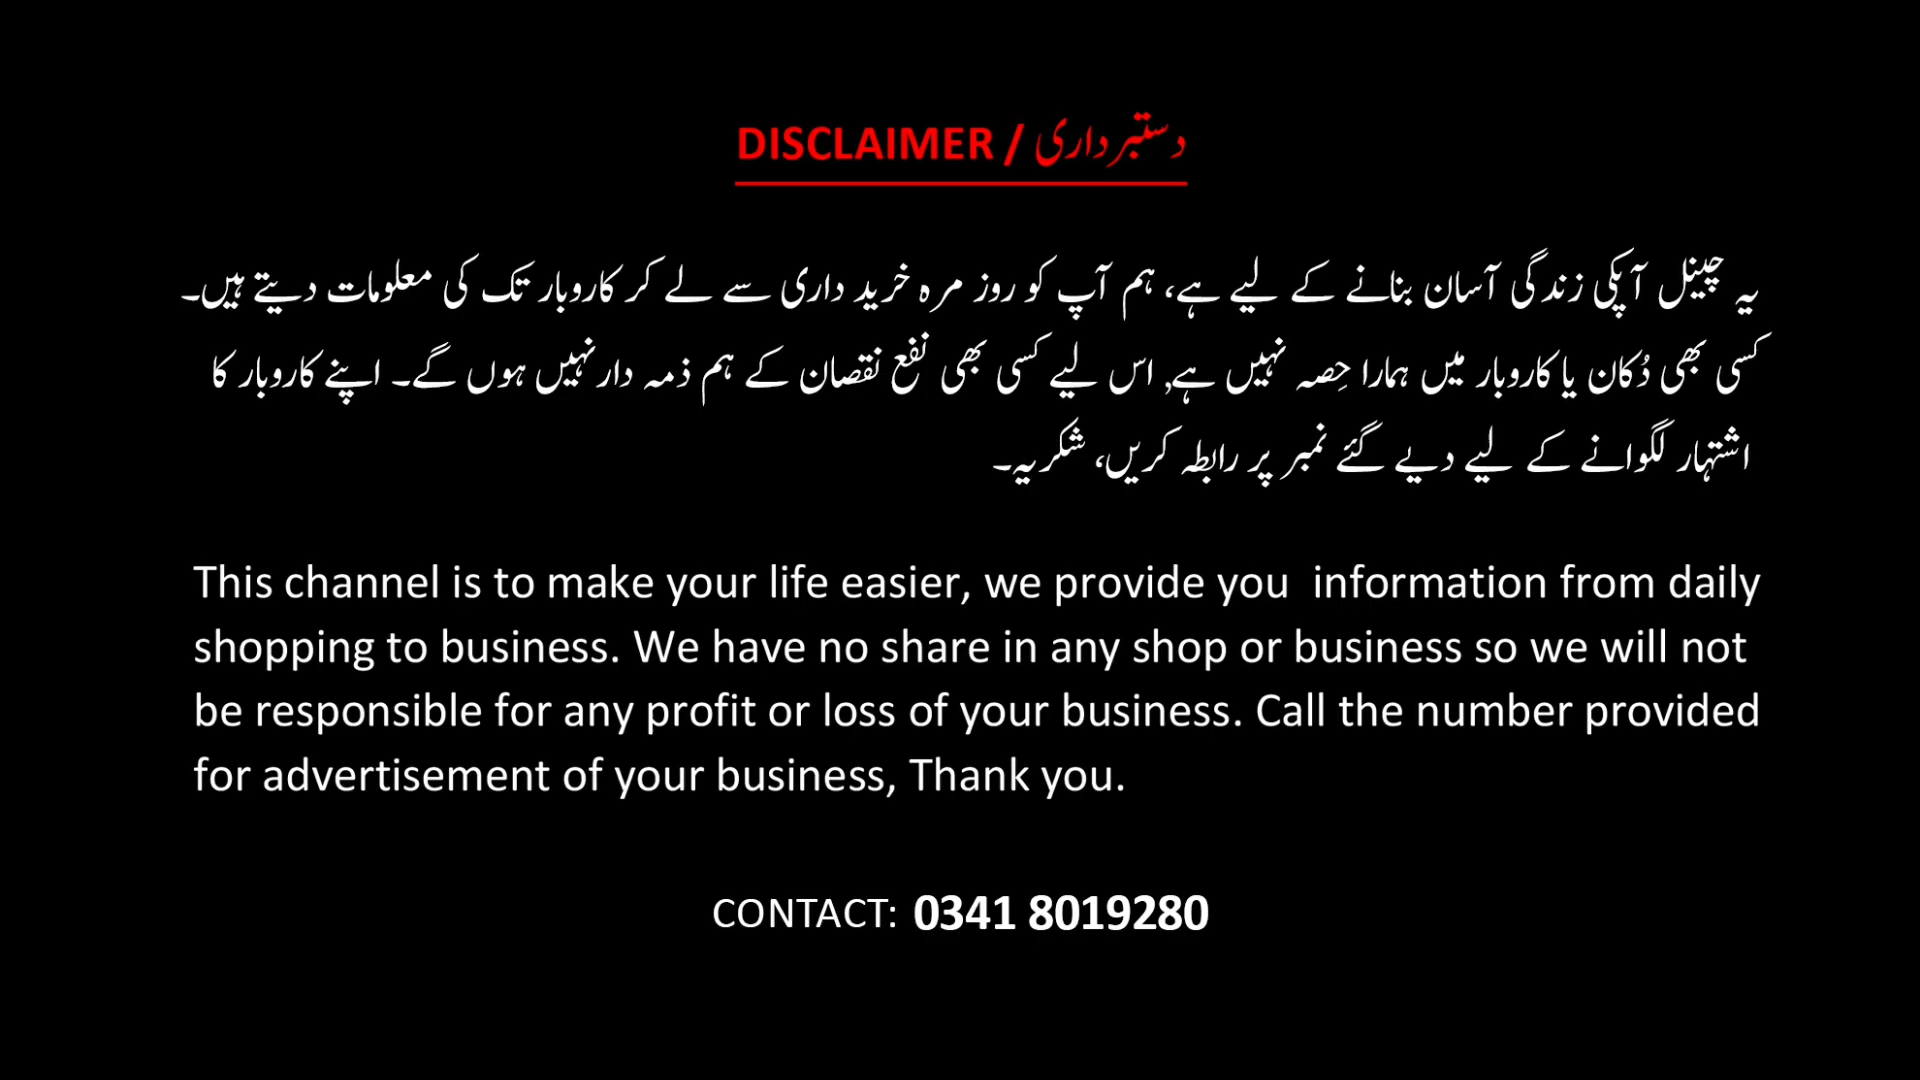 DISCLAIMER / دستبرداری
یہ چینل آپکی زندگی آسان بنانے کے لیے ہے، ہم آپ کو روز مرہ خرید داری سے لے کر کاروبار تک کی معلومات دیتے ہیں۔
کسی بھی دُکان یا کاروبار میں ہمارا حِصہ نہیں ہے, اس لیے کسی بھی نفع نقصان کے ہم ذمہ دار نہیں ہوں گے۔ اپنے کاروبار کا
اشتہار لگوانے کے لیے دیے گئے نمبر پر رابطہ کریں، شکریہ۔
This channel is to make your life easier, we provide you  information from daily
shopping to business. We have no share in any shop or business so we will not
be responsible for any profit or loss of your business. Call the number provided
for advertisement of your business, Thank you.
CONTACT: 0341 8019280